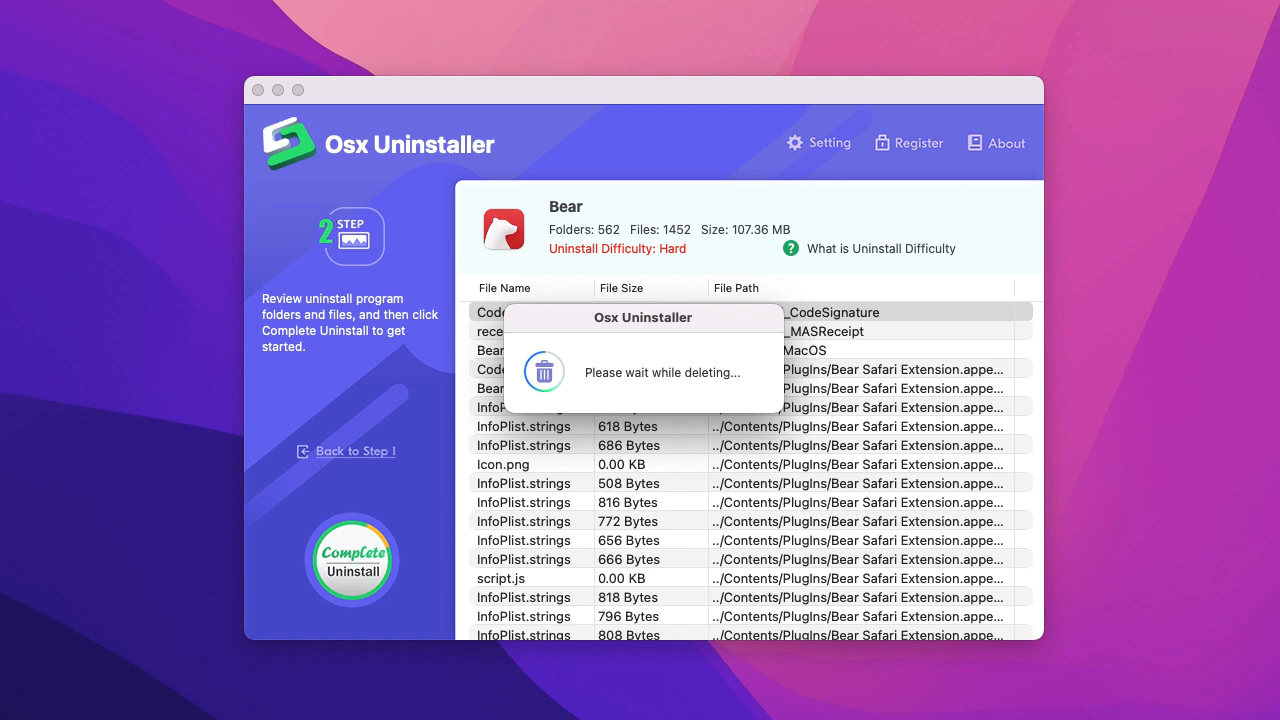 Osx Uninstaller
Setting
Register
About
2 STEP
Review uninstall program
folders and files, and then click
Complete Uninstall to get
started.
Back to Step 1
Complete
Uninstall
Bear
Folders: 562 Files: 1452 Size: 107.36 MB
Uninstall Difficulty: Hard
? What is Uninstall Difficulty
File Name File Size File Path
_CodeSignature
_MASReceipt
MacOS
PlugIns/Bear Safari Extension.appe...
PlugIns/Bear Safari Extension.appe...
PlugIns/Bear Safari Extension.appe...
Osx Uninstaller
Please wait while deleting...
InfoPlist.strings 618 Bytes ../Contents/PlugIns/Bear Safari Extension.appe...
InfoPlist.strings 686 Bytes ../Contents/PlugIns/Bear Safari Extension.appe...
Icon.png 0.00 KB ../Contents/PlugIns/Bear Safari Extension.appe...
InfoPlist.strings 508 Bytes ../Contents/PlugIns/Bear Safari Extension.appe...
InfoPlist.strings 816 Bytes ../Contents/PlugIns/Bear Safari Extension.appe...
InfoPlist.strings 772 Bytes ../Contents/PlugIns/Bear Safari Extension.appe...
InfoPlist.strings 656 Bytes ../Contents/PlugIns/Bear Safari Extension.appe...
InfoPlist.strings 666 Bytes ../Contents/PlugIns/Bear Safari Extension.appe...
script.js 0.00 KB ../Contents/PlugIns/Bear Safari Extension.appe...
InfoPlist.strings 818 Bytes ../Contents/PlugIns/Bear Safari Extension.appe...
InfoPlist.strings 796 Bytes ../Contents/PlugIns/Bear Safari Extension.appe...
InfoPlist.strings 808 Bytes ../Contents/PlugIns/Bear Safari Extension.appe...